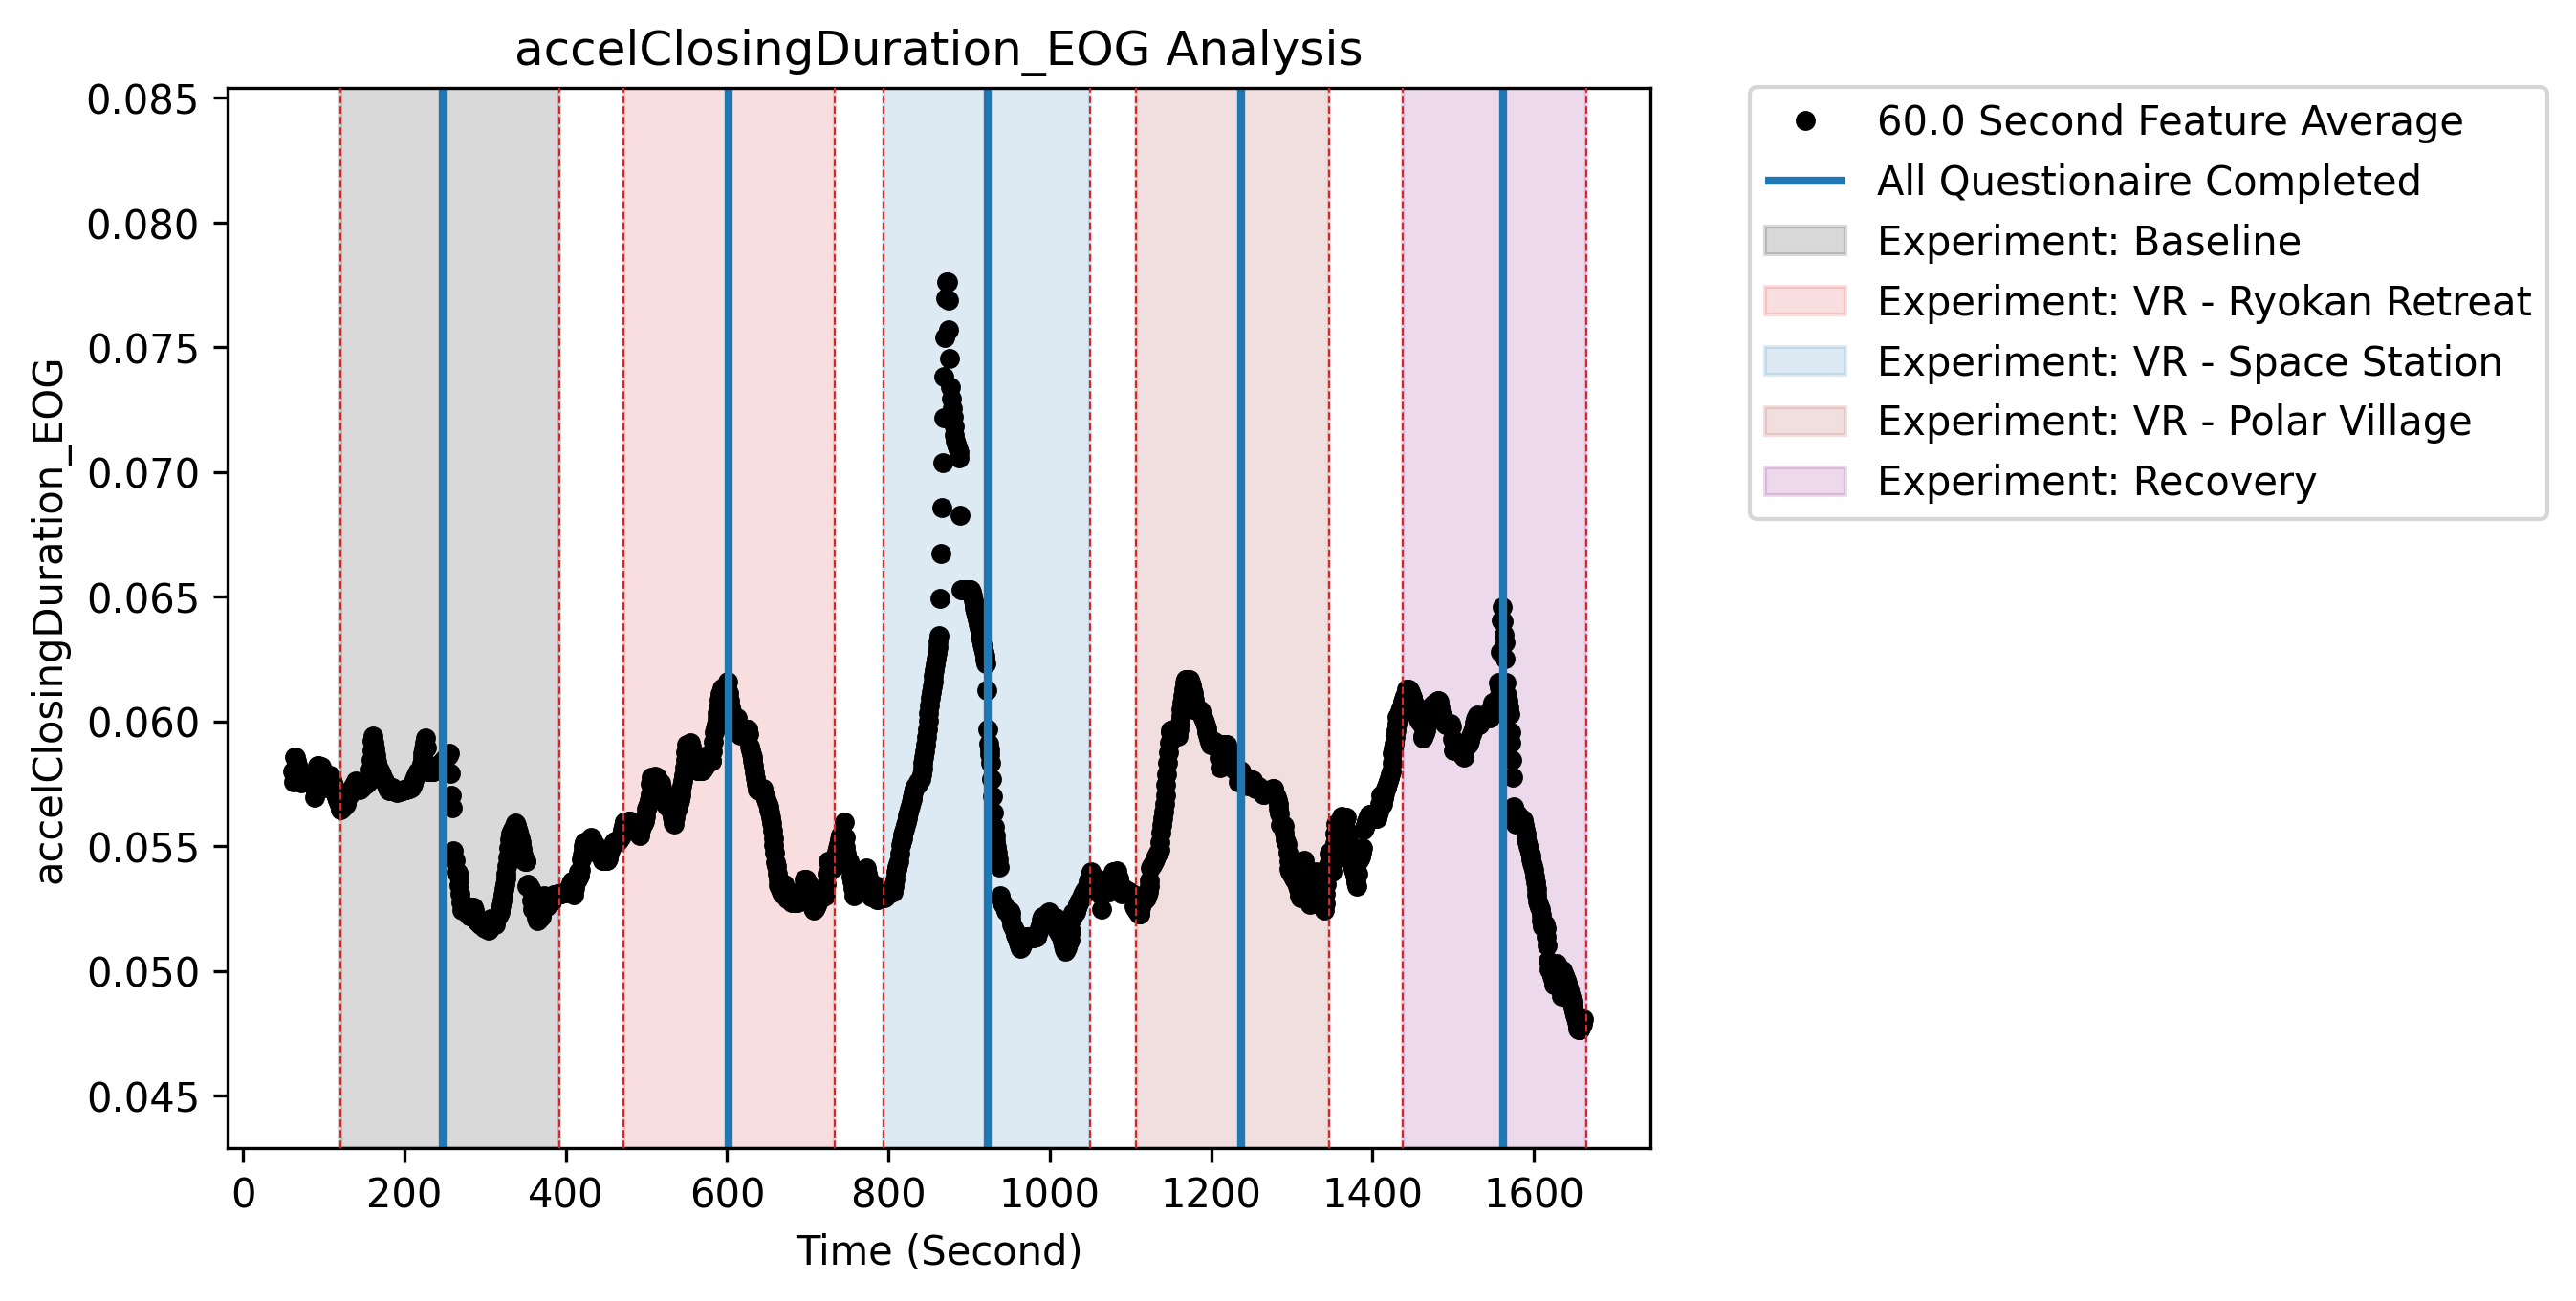 accelClosingDuration_EOG Analysis
accelClosingDuration_EOG
0.085
0.080
0.075
0.070
0.065
0.060
0.055
0.050
0.045
0
200
400
600
800
1000
1200
1400
1600
Time (Second)
60.0 Second Feature Average
All Questionaire Completed
Experiment: Baseline
Experiment: VR - Ryokan Retreat
Experiment: VR - Space Station
Experiment: VR - Polar Village
Experiment: Recovery